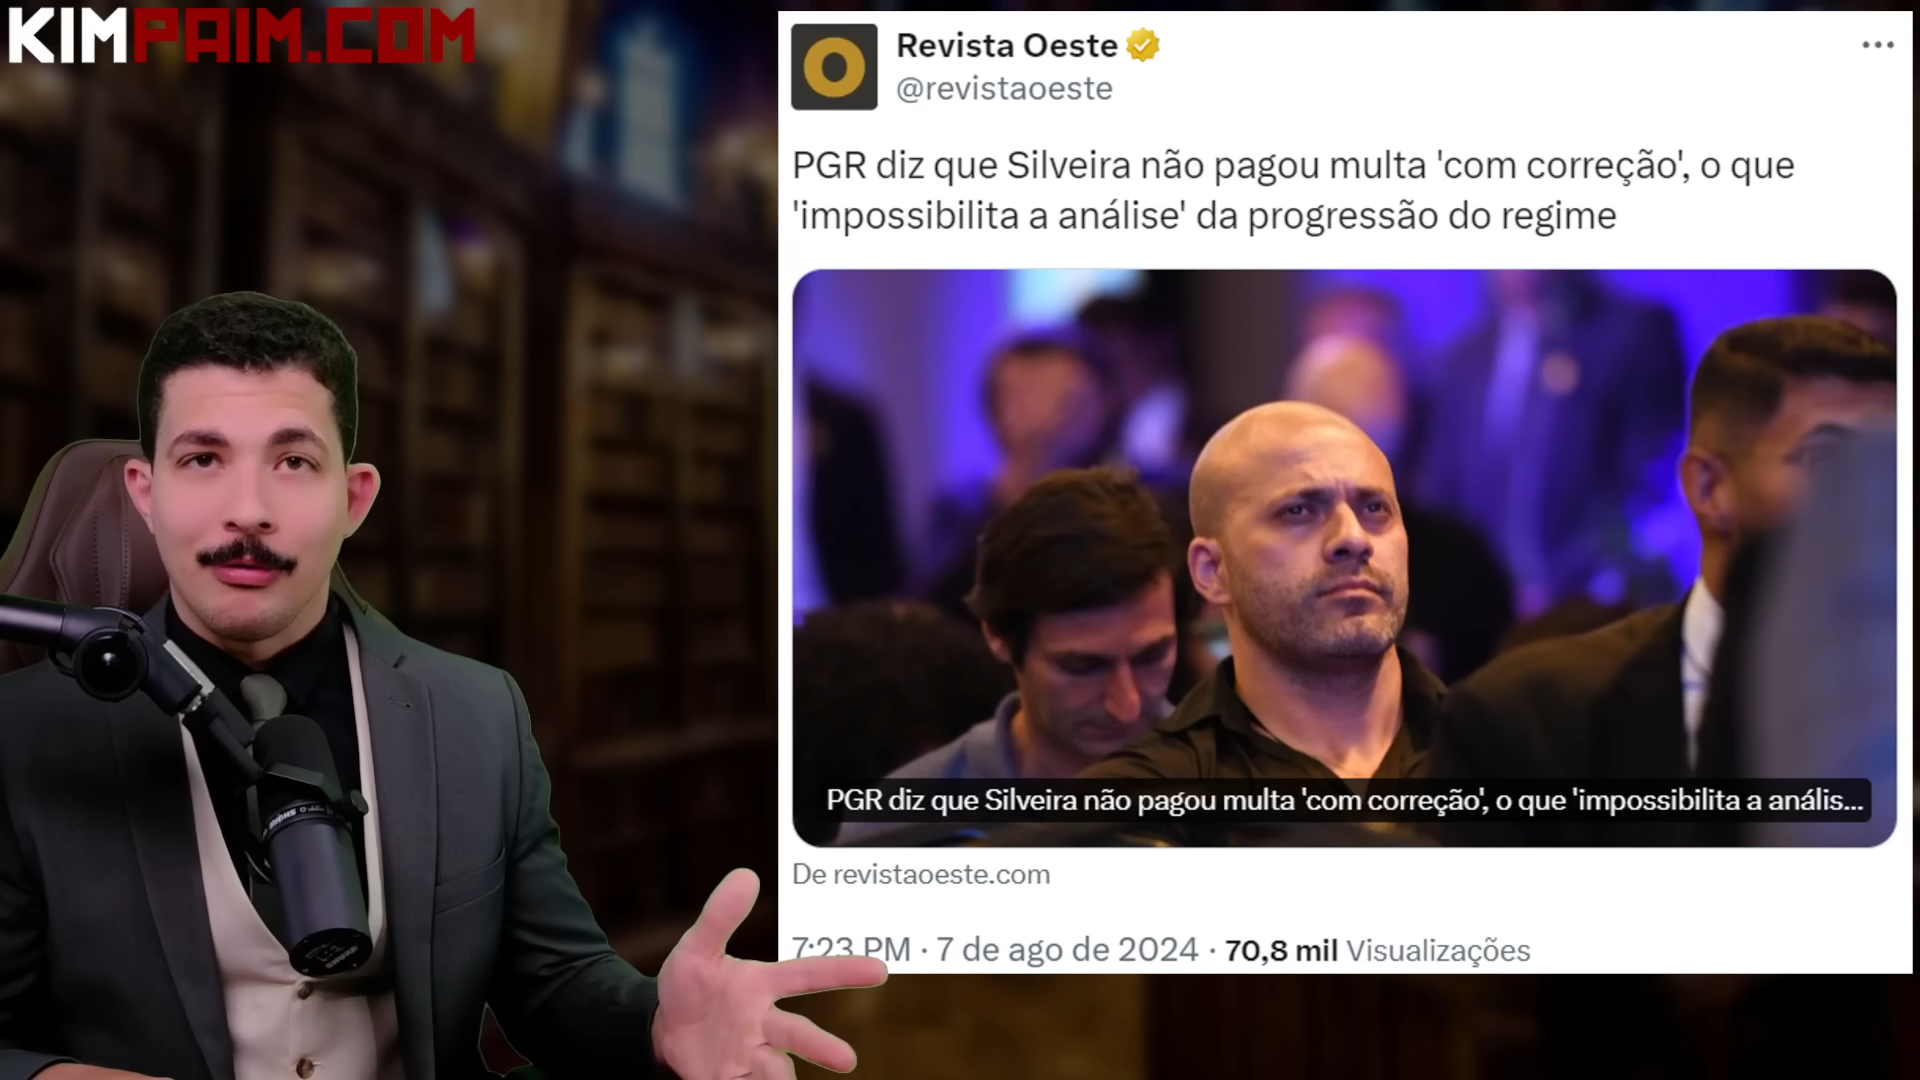 KIMPAIM.COM
Revista Oeste
@revistaoeste
PGR diz que Silveira não pagou multa 'com correção', o que
'impossibilita a análise' da progressão do regime
PGR diz que Silveira não pagou multa 'com correção', o que 'impossibilita a anális...
De revistaoeste.com
7:23 PM · 7 de ago de 2024 · 70,8 mil Visualizações